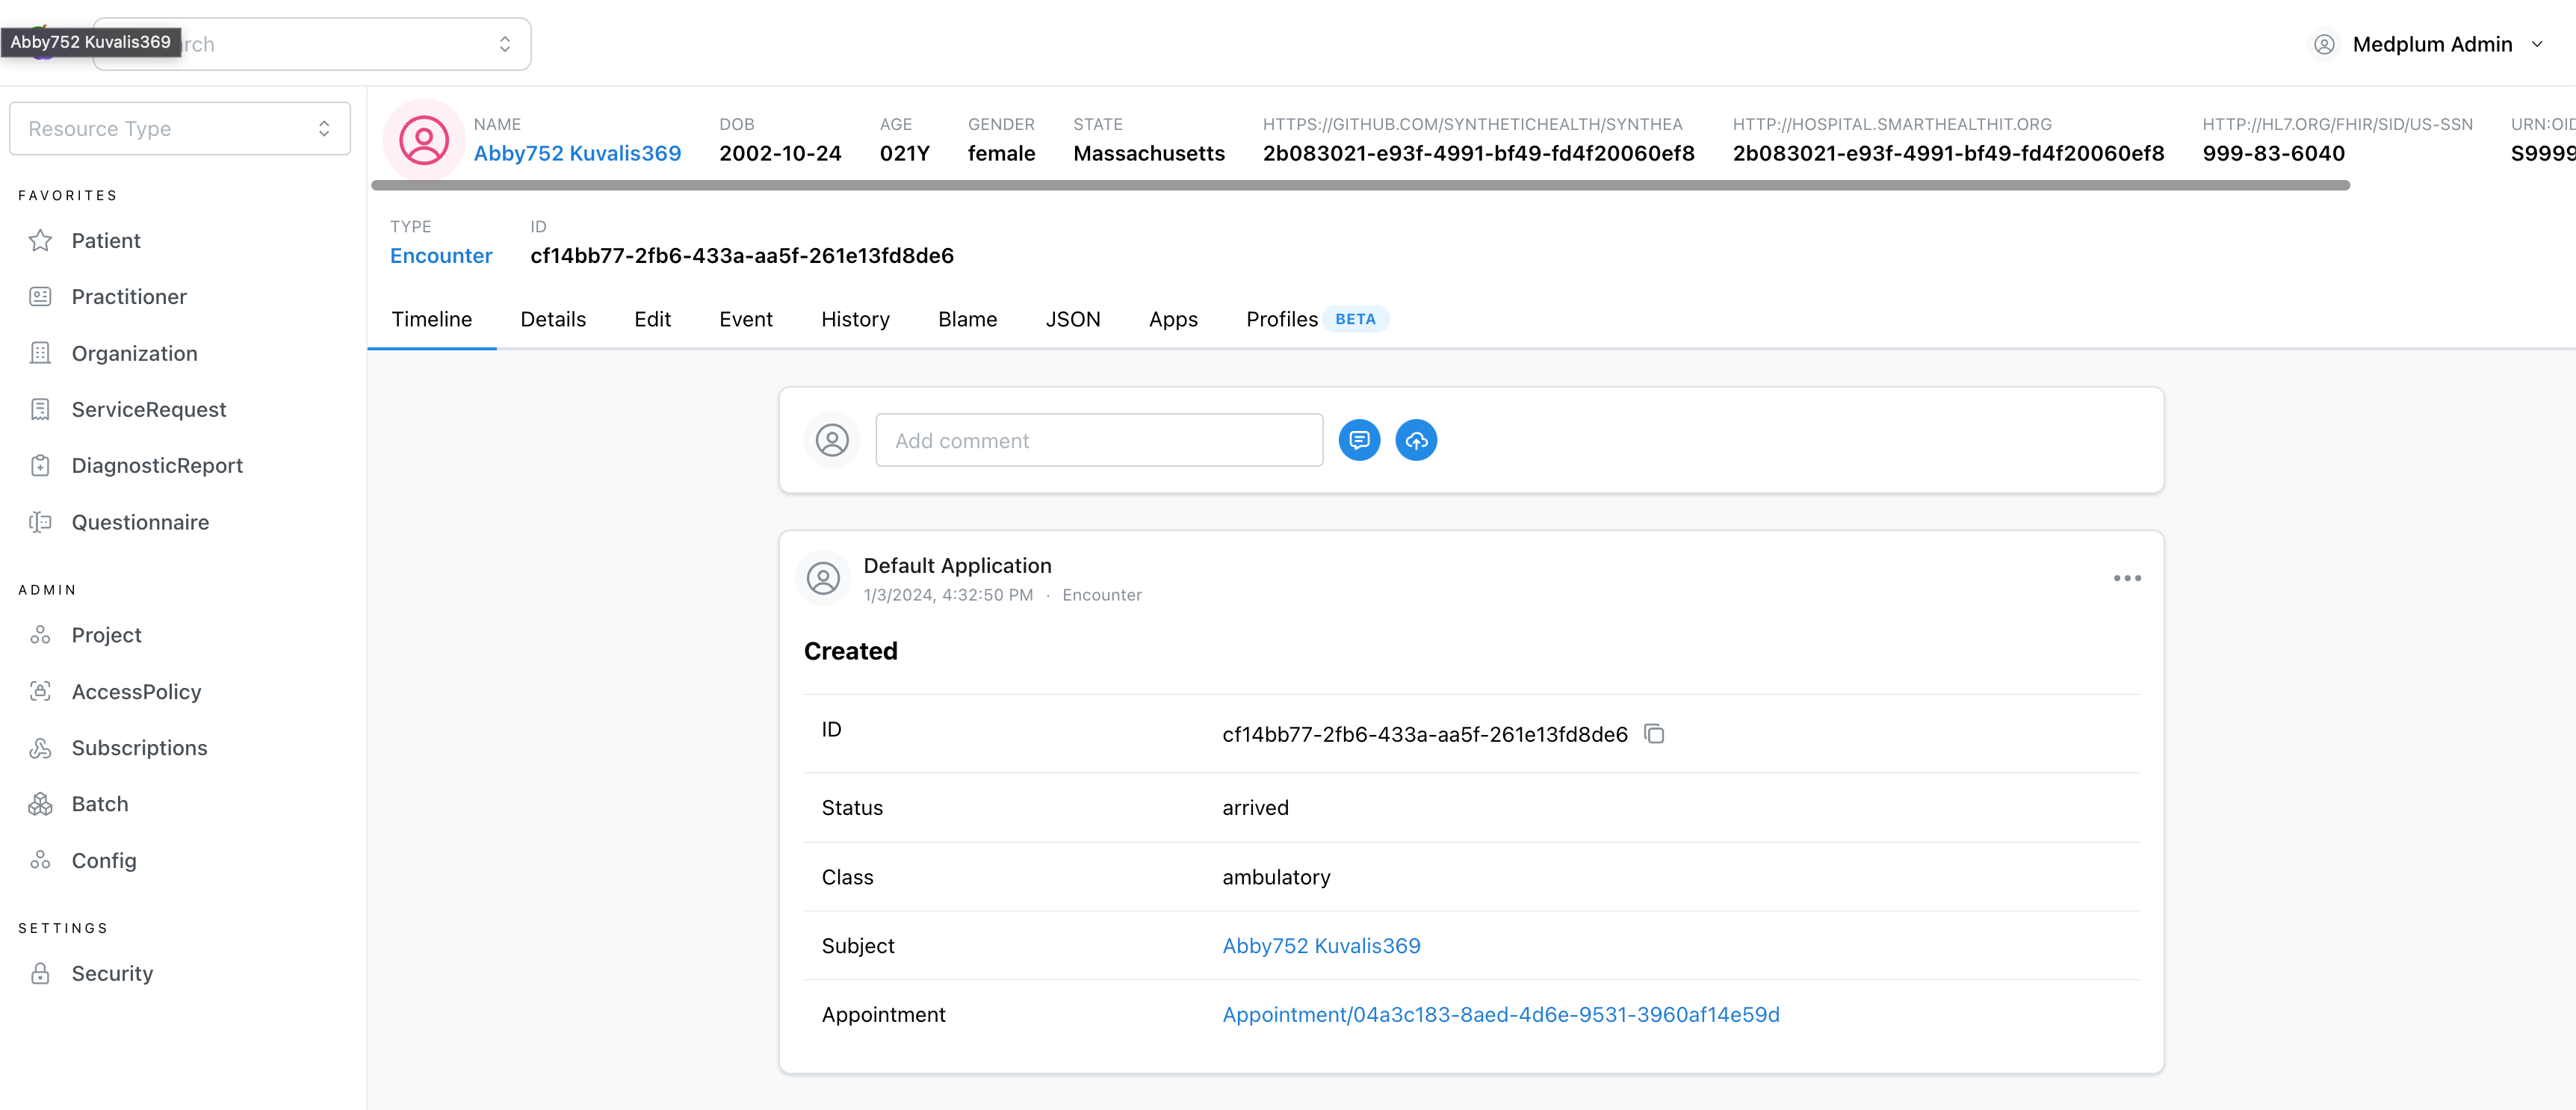 Abby752 Kuvalis369
rch
Medplum Admin
Resource Type
FAVORITES
Patient
Practitioner
Organization
ServiceRequest
DiagnosticReport
Questionnaire
ADMIN
Project
AccessPolicy
Subscriptions
Batch
Config
SETTINGS
Security
NAME DOB AGE GENDER STATE HTTPS://GITHUB.COM/SYNTHETICHEALTH/SYNTHEA HTTP://HOSPITAL.SMARTHEALTHIT.ORG HTTP://HL7.ORG/FHIR/SID/US-SSN URN:OID
Abby752 Kuvalis369 2002-10-24 021Y female Massachusetts 2b083021-e93f-4991-bf49-fd4f20060ef8 2b083021-e93f-4991-bf49-fd4f20060ef8 999-83-6040 S9999
TYPE ID
Encounter cf14bb77-2fb6-433a-aa5f-261e13fd8de6
Timeline Details Edit Event History Blame JSON Apps Profiles BETA
Add comment
Default Application
1/3/2024, 4:32:50 PM · Encounter
Created
ID cf14bb77-2fb6-433a-aa5f-261e13fd8de6
Status arrived
Class ambulatory
Subject Abby752 Kuvalis369
Appointment Appointment/04a3c183-8aed-4d6e-9531-3960af14e59d